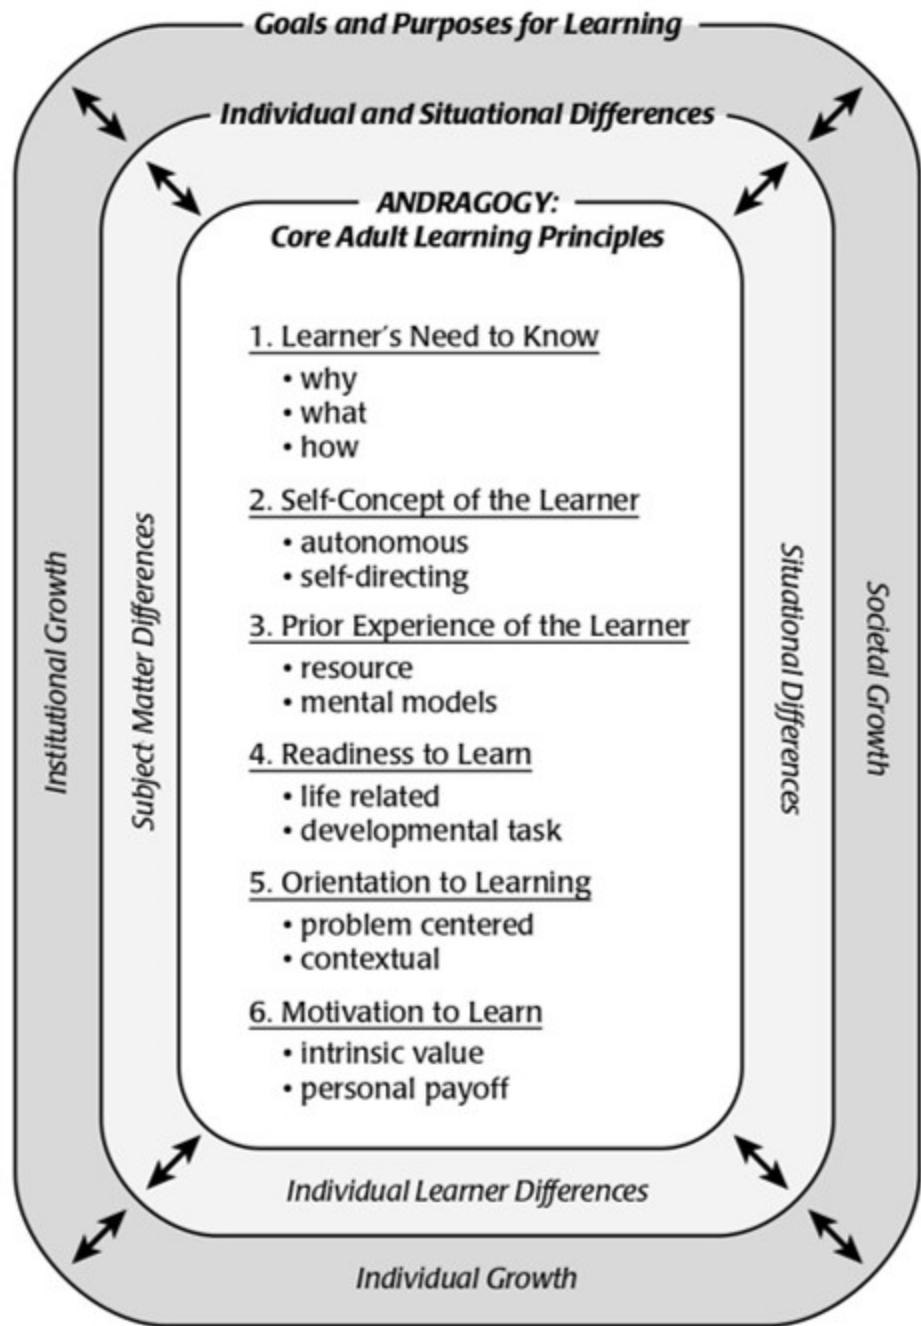 Goals and Purposes for Learning
Individual and Situational Differences
ANDRAGOGY:
Core Adult Learning Principles
1. Learner's Need to Know
• why
• what
• how
2. Self-Concept of the Learner
• autonomous
• self-directing
3. Prior Experience of the Learner
• resource
• mental models
4. Readiness to Learn
• life related
• developmental task
5. Orientation to Learning
• problem centered
• contextual
6. Motivation to Learn
• intrinsic value
• personal payoff
Institutional Growth
Subject Matter Differences
Situational Differences
Societal Growth
Individual Learner Differences
Individual Growth